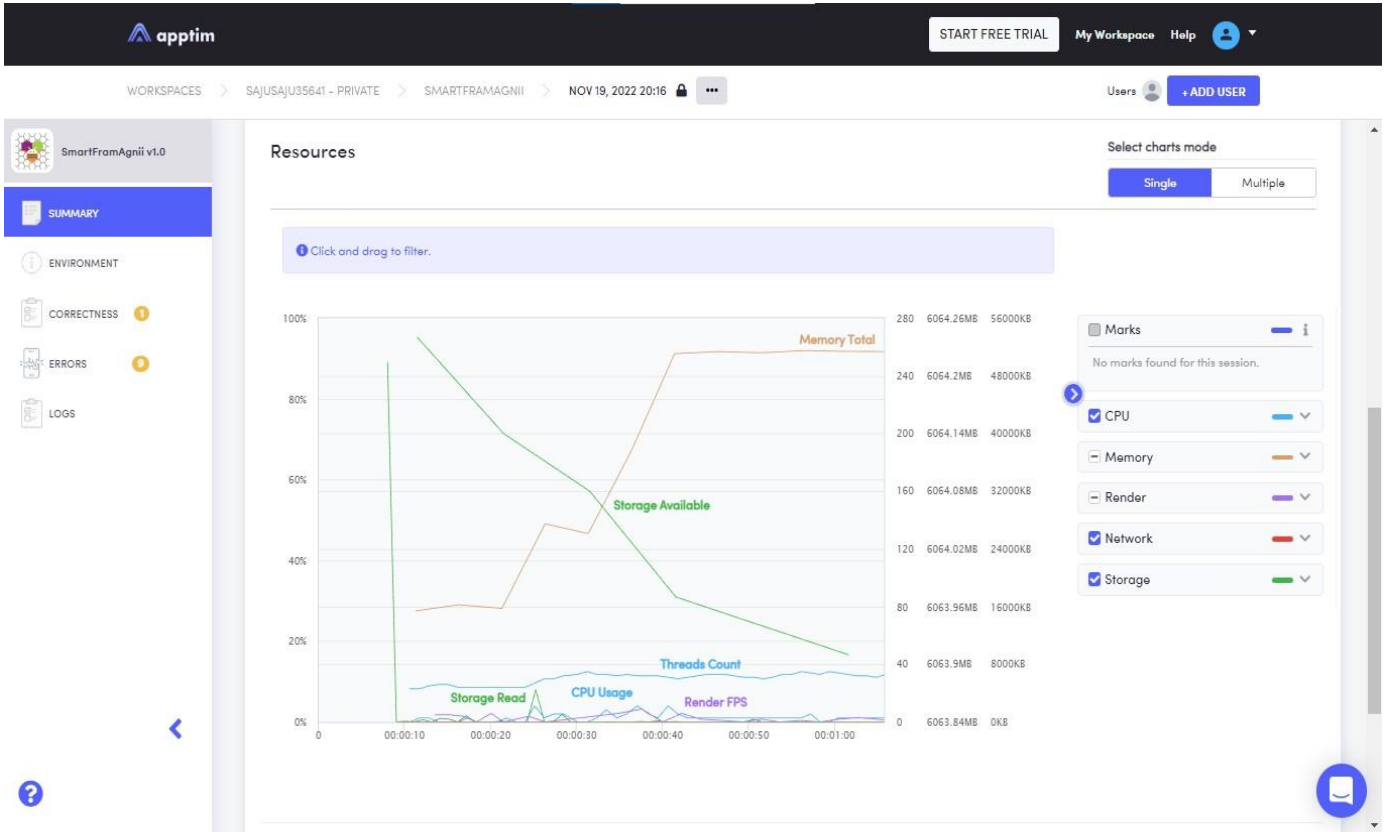 apptim
START FREE TRIAL My Workspace Help
WORKSPACES > SAJUSAJU35641 - PRIVATE > SMARTFRAMAGNII > NOV 19, 2022 20:16 ...
Users + ADD USER
SmartFramAgnii v1.0
SUMMARY
ENVIRONMENT
CORRECTNESS 1
ERRORS 9
LOGS
Resources
Select charts mode
Single Multiple
Click and drag to filter.
100%
80%
60%
40%
20%
0%
Memory Total
Storage Available
Threads Count
Storage Read
CPU Usage
Render FPS
0 00:00:10 00:00:20 00:00:30 00:00:40 00:00:50 00:01:00
280 6064.26MB 56000KB
240 6064.2MB 48000KB
200 6064.14MB 40000KB
160 6064.08MB 32000KB
120 6064.02MB 24000KB
80 6063.96MB 16000KB
40 6063.9MB 8000KB
0 6063.84MB 0KB
Marks i
No marks found for this session.
CPU
Memory
Render
Network
Storage
?